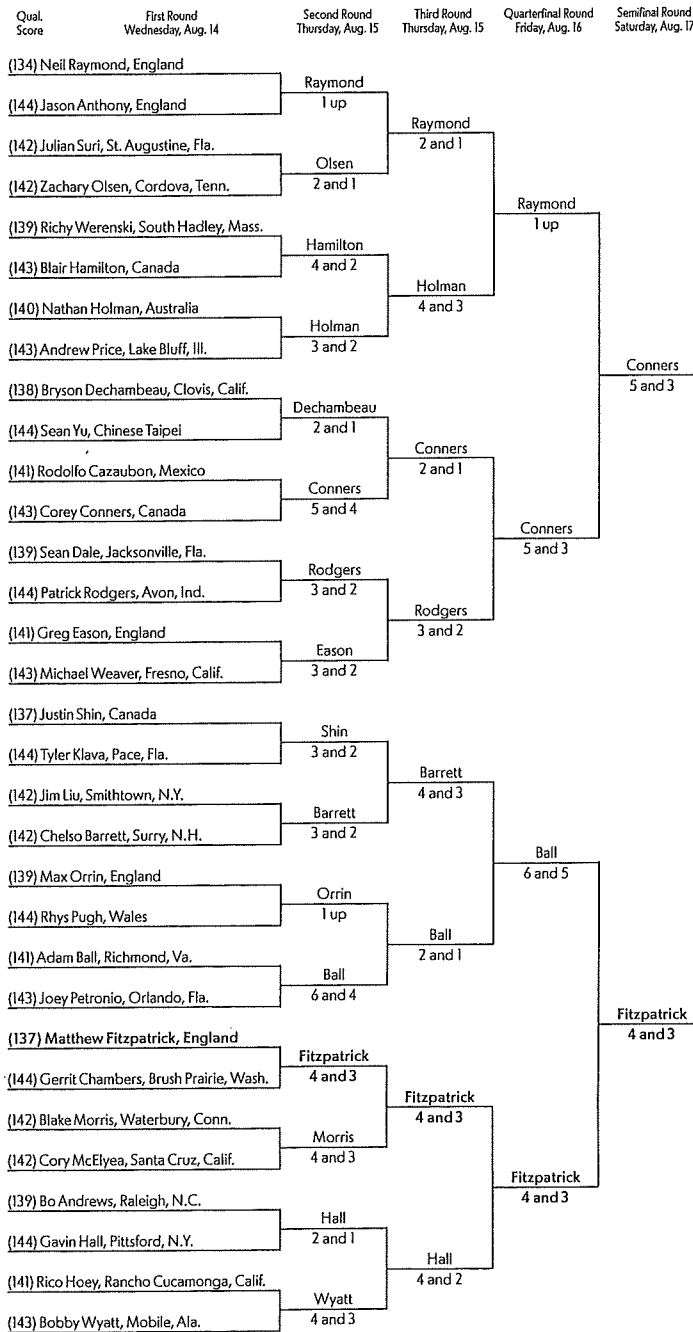 Qual. Score
First Round Wednesday, Aug. 14
Second Round Thursday, Aug. 15
Third Round Thursday, Aug. 15
Quarterfinal Round Friday, Aug. 16
Semifinal Round Saturday, Aug. 17
(134) Neil Raymond, England
Raymond
1 up
(144) Jason Anthony, England
Raymond
2 and 1
(142) Julian Suri, St. Augustine, Fla.
Olsen
2 and 1
(142) Zachary Olsen, Cordova, Tenn.
Raymond
1 up
(139) Richy Werenski, South Hadley, Mass.
Hamilton
4 and 2
(143) Blair Hamilton, Canada
Holman
4 and 3
(140) Nathan Holman, Australia
Holman
3 and 2
(143) Andrew Price, Lake Bluff, Ill.
Conners
5 and 3
(138) Bryson Dechambeau, Clovis, Calif.
Dechambeau
2 and 1
(144) Sean Yu, Chinese Taipei
Conners
2 and 1
(141) Rodolfo Cazaubon, Mexico
Conners
5 and 4
(143) Corey Conners, Canada
Conners
5 and 3
(139) Sean Dale, Jacksonville, Fla.
Rodgers
3 and 2
(144) Patrick Rodgers, Avon, Ind.
Rodgers
3 and 2
(141) Greg Eason, England
Eason
3 and 2
(143) Michael Weaver, Fresno, Calif.
(137) Justin Shin, Canada
Shin
3 and 2
(144) Tyler Klava, Pace, Fla.
Barrett
4 and 3
(142) Jim Liu, Smithtown, N.Y.
Barrett
3 and 2
(142) Chelso Barrett, Surry, N.H.
Ball
6 and 5
(139) Max Orrin, England
Orrin
1 up
(144) Rhys Pugh, Wales
Ball
2 and 1
(141) Adam Ball, Richmond, Va.
Ball
6 and 4
(143) Joey Petronio, Orlando, Fla.
Fitzpatrick
4 and 3
(137) Matthew Fitzpatrick, England
Fitzpatrick
4 and 3
(144) Gerrit Chambers, Brush Prairie, Wash.
Fitzpatrick
4 and 3
(142) Blake Morris, Waterbury, Conn.
Morris
4 and 3
(142) Cory McElyea, Santa Cruz, Calif.
Fitzpatrick
4 and 3
(139) Bo Andrews, Raleigh, N.C.
Hall
2 and 1
(144) Gavin Hall, Pittsford, N.Y.
Hall
4 and 2
(141) Rico Hoey, Rancho Cucamonga, Calif.
Wyatt
4 and 3
(143) Bobby Wyatt, Mobile, Ala.